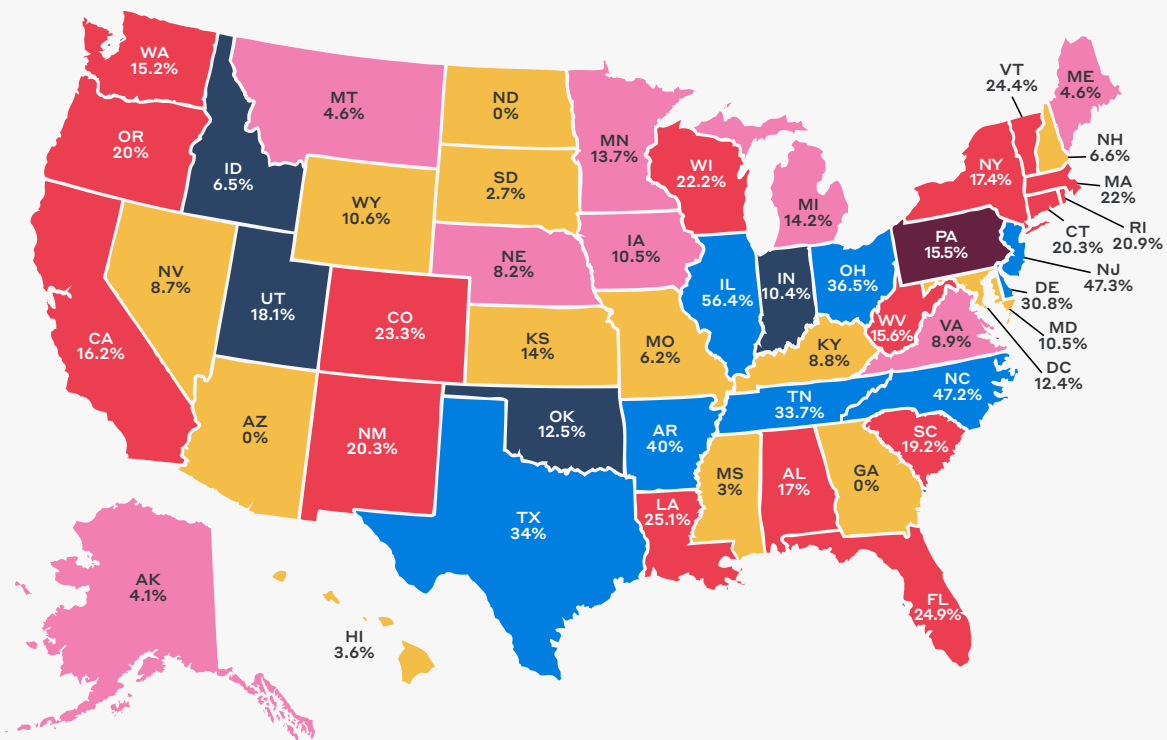 WA
15.2%
OR
20%
ID
6.5%
MT
4.6%
ND
0%
MN
13.7%
SD
2.7%
WI
22.2%
WY
10.6%
MI
14.2%
VT
24.4%
ME
4.6%
NH
6.6%
NY
17.4%
MA
22%
RI
20.9%
CT
20.3%
PA
15.5%
NJ
47.3%
DE
30.8%
MD
10.5%
DC
12.4%
NV
8.7%
UT
18.1%
CA
16.2%
CO
23.3%
NE
8.2%
IA
10.5%
IL
56.4%
IN
10.4%
OH
36.5%
WV
15.6%
VA
8.9%
KS
14%
MO
6.2%
KY
8.8%
NC
47.2%
TN
33.7%
AZ
0%
NM
20.3%
OK
12.5%
AR
40%
SC
19.2%
MS
3%
AL
17%
GA
0%
TX
34%
LA
25.1%
FL
24.9%
AK
4.1%
HI
3.6%